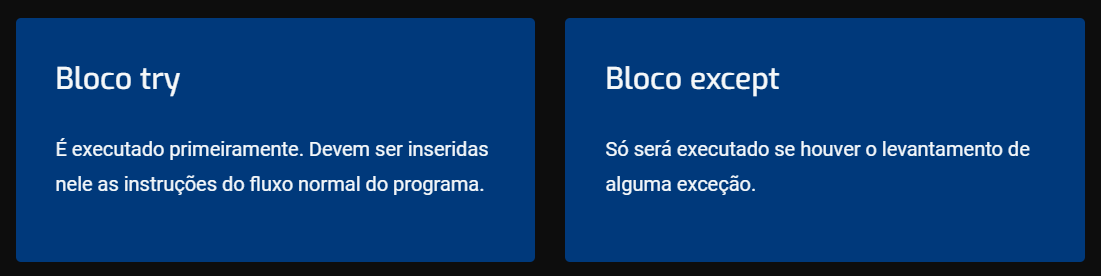 Bloco try
É executado primeiramente. Devem ser inseridas
nele as instruções do fluxo normal do programa.
Bloco except
Só será executado se houver o levantamento de
alguma exceção.